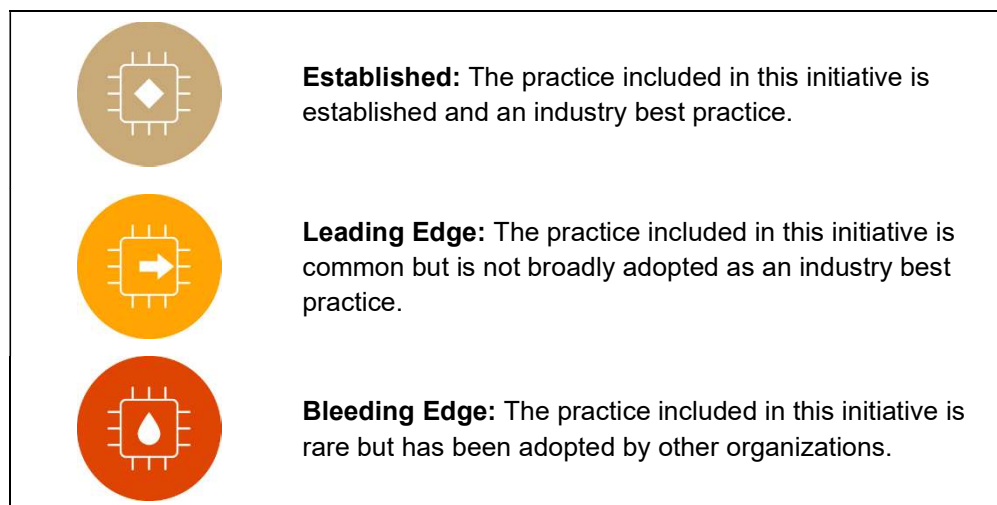 Established: The practice included in this initiative is
established and an industry best practice.
Leading Edge: The practice included in this initiative is
common but is not broadly adopted as an industry best
practice.
Bleeding Edge: The practice included in this initiative is
rare but has been adopted by other organizations.